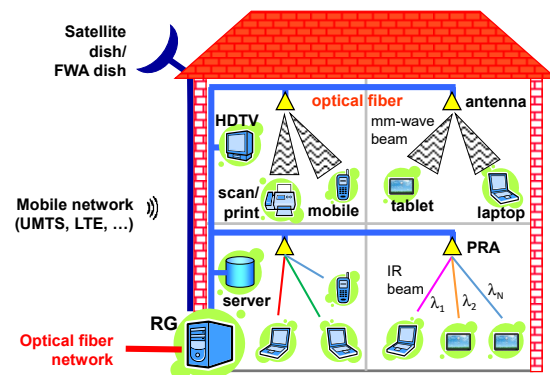 Satellite
dish/
FWA dish
optical fiber
antenna
HDTV
mm-wave
beam
scan/
print
mobile
tablet
laptop
Mobile network
(UMTS, LTE, …)
PRA
server
IR
beam
λ1
λ2
λN
RG
Optical fiber
network